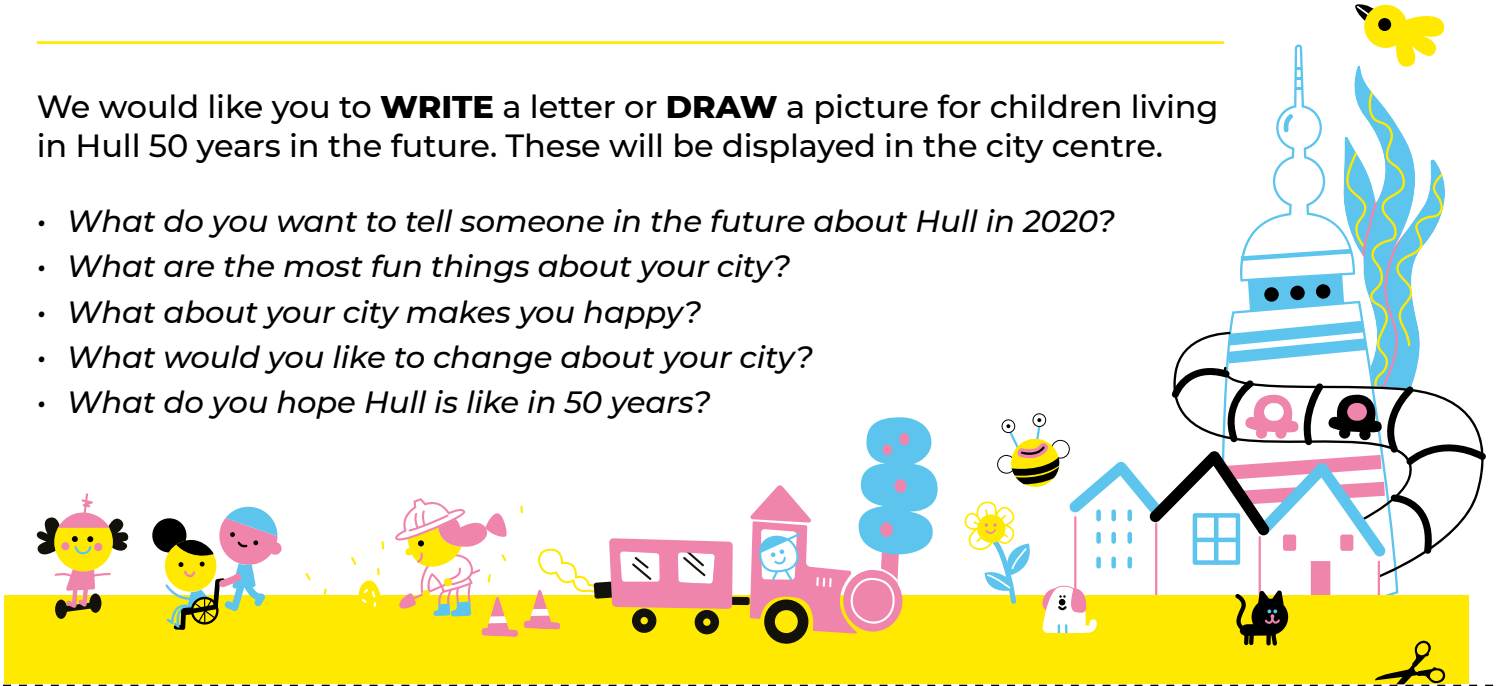 We would like you to WRITE a letter or DRAW a picture for children living
in Hull 50 years in the future. These will be displayed in the city centre.
• What do you want to tell someone in the future about Hull in 2020?
• What are the most fun things about your city?
• What about your city makes you happy?
• What would you like to change about your city?
• What do you hope Hull is like in 50 years?